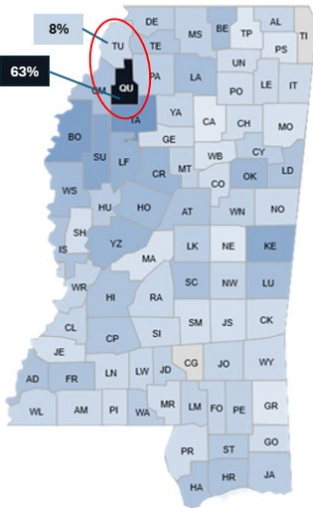 8%
63%
DE
AL
TI
MS
BE
TP
TU
TE
PS
UN
PA
LA
LE
IT
QU
PO
TA
YA
CA
CH
MO
BO
GE
SU
LF
WB
CY
MT
LD
CR
OK
WS
CO
HU
HO
AT
WN
NO
SH
YZ
LK
NE
KE
IS
MA
SC
NW
LU
WR
HI
RA
CL
SM
JS
CK
SI
CP
JE
CG
JO
WY
LN
LW
JD
AD
FR
WL
AM
PI
WA
MR
LM
FO
PE
GR
PR
ST
GO
HA
HR
JA